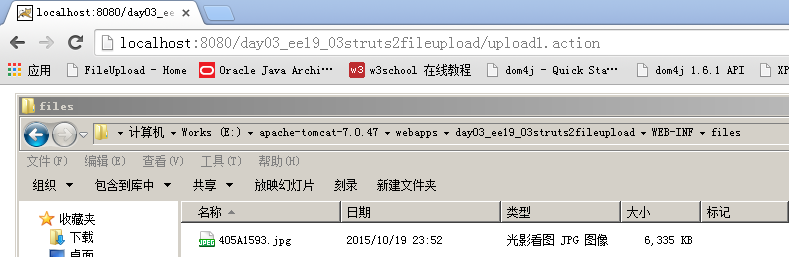 localhost:8080/day03_ee
localhost:8080/day03_ee19_03struts2fileupload/upload1.action
应用 FileUpload - Home Oracle Java Archi… w3school 在线教程 dom4j - Quick Sta… dom4j 1.6.1 API XP
files
计算机 Works (E:) apache-tomcat-7.0.47 webapps day03_ee19_03struts2fileupload WEB-INF files
文件(F) 编辑(E) 查看(V) 工具(T) 帮助(H)
组织 包含到库中 共享 放映幻灯片 刻录 新建文件夹
收藏夹 名称 日期 类型 大小 标记
下载 JPEG 405A1593.jpg 2015/10/19 23:52 光影看图 JPG 图像 6,335 KB
桌面